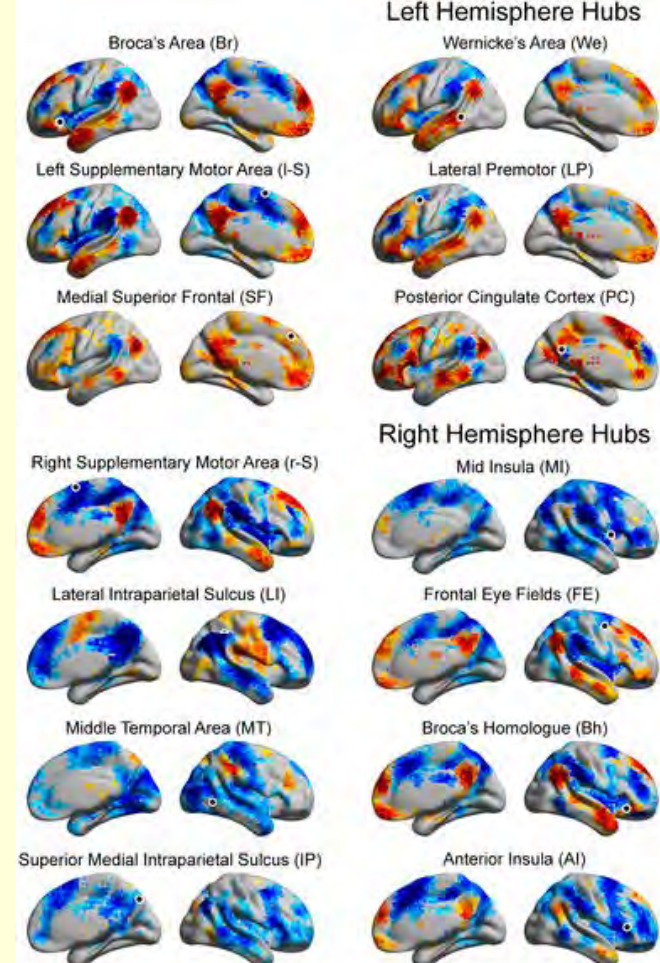 Left Hemisphere Hubs
Broca's Area (Br)
Wernicke's Area (We)
Left Supplementary Motor Area (l-S)
Lateral Premotor (LP)
Medial Superior Frontal (SF)
Posterior Cingulate Cortex (PC)
Right Hemisphere Hubs
Right Supplementary Motor Area (r-S)
Mid Insula (MI)
Lateral Intraparietal Sulcus (LI)
Frontal Eye Fields (FE)
Middle Temporal Area (MT)
Broca's Homologue (Bh)
Superior Medial Intraparietal Sulcus (IP)
Anterior Insula (AI)